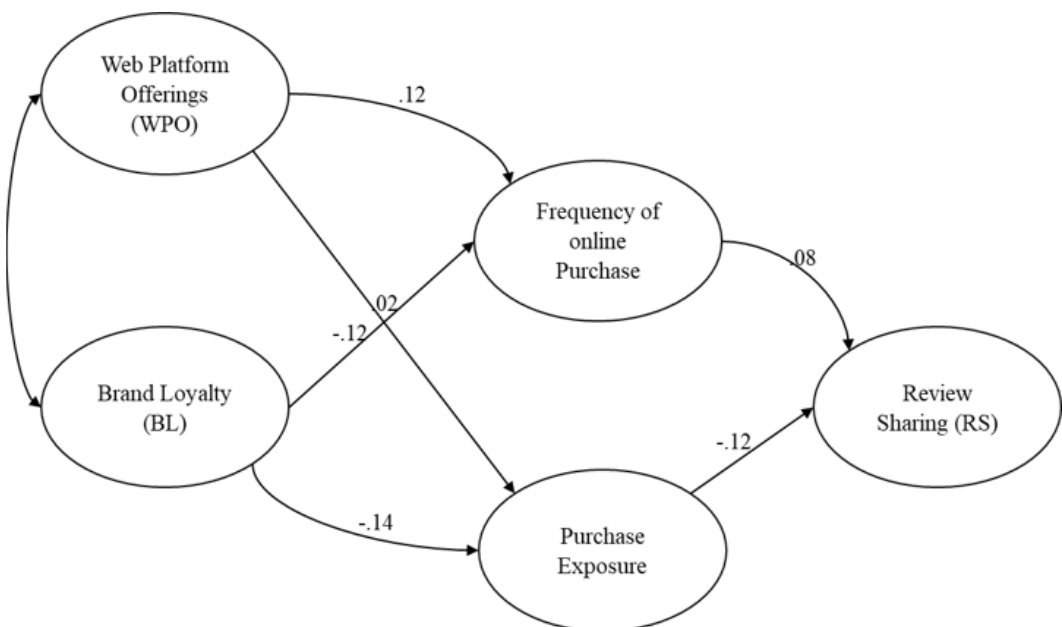 Web Platform
Offerings
(WPO)
.12
Frequency of
online
Purchase
.08
.02
-.12
Brand Loyalty
(BL)
Review
Sharing (RS)
-.12
-.14
Purchase
Exposure